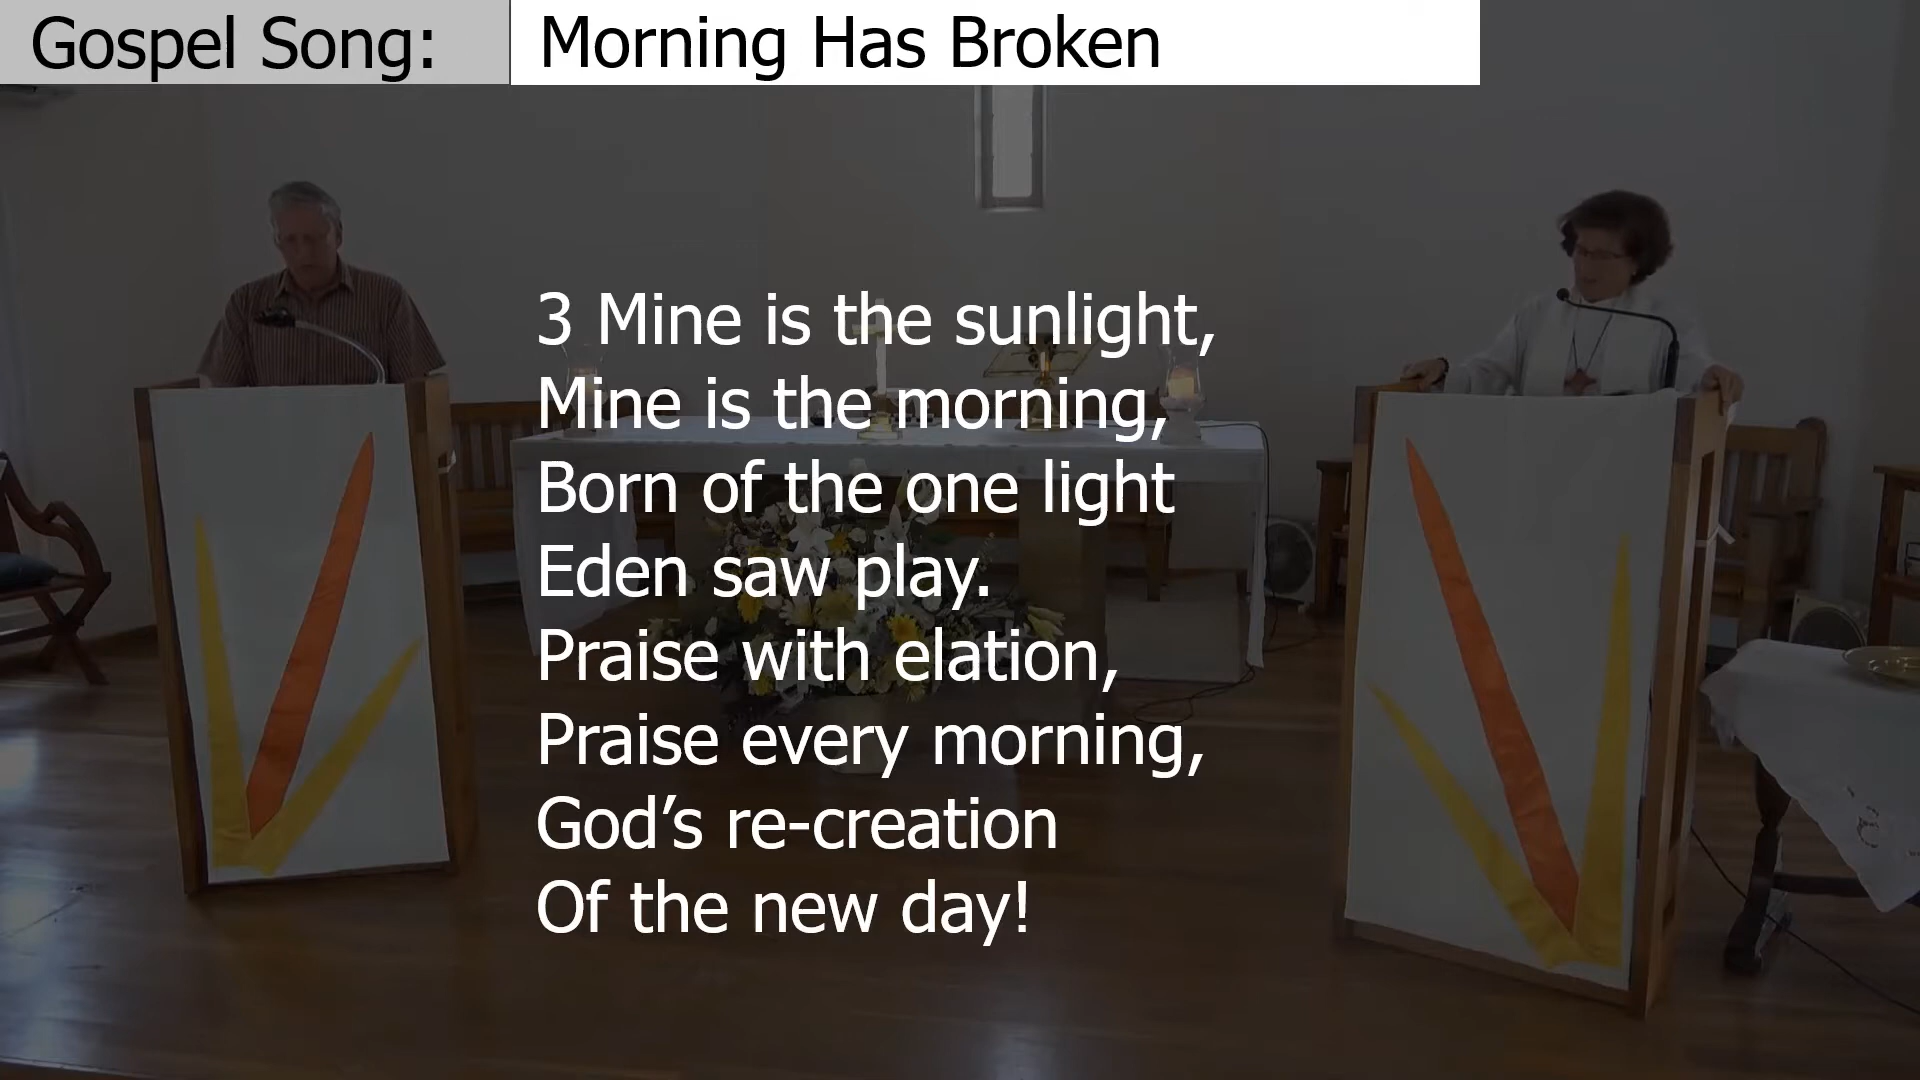 Gospel Song: Morning Has Broken
3 Mine is the sunlight,
Mine is the morning,
Born of the one light
Eden saw play.
Praise with elation,
Praise every morning,
God’s re-creation
Of the new day!